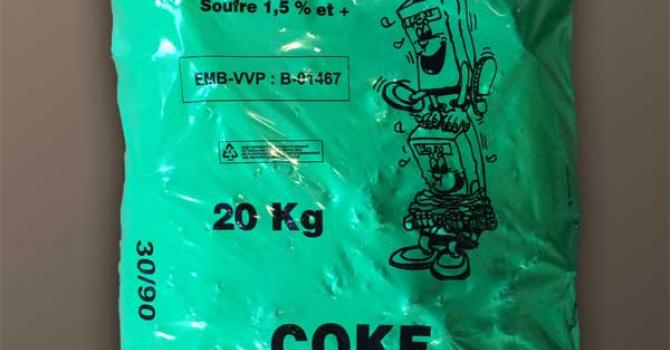 Soufre 1,5 % et +
EMB-VVP : B-01467
20 Kg
30/90
COKE